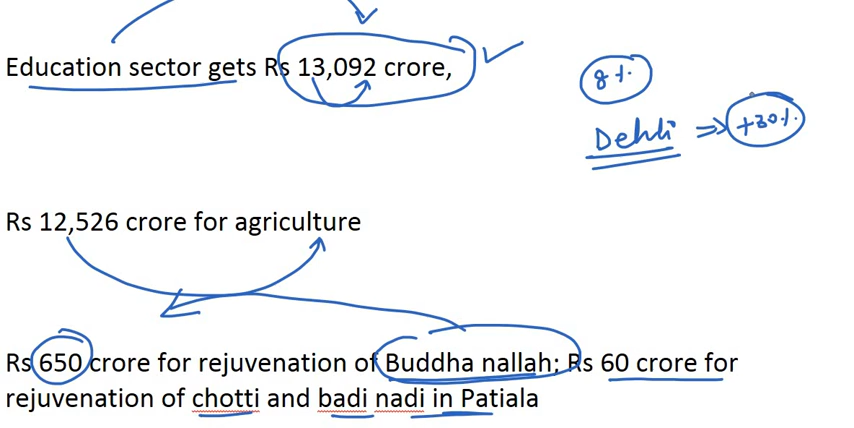 Education sector gets Rs 13,092 crore,
8%
Dehli ⇒ +30%
Rs 12,526 crore for agriculture
Rs 650 crore for rejuvenation of Buddha nallah; Rs 60 crore for
rejuvenation of chotti and badi nadi in Patiala